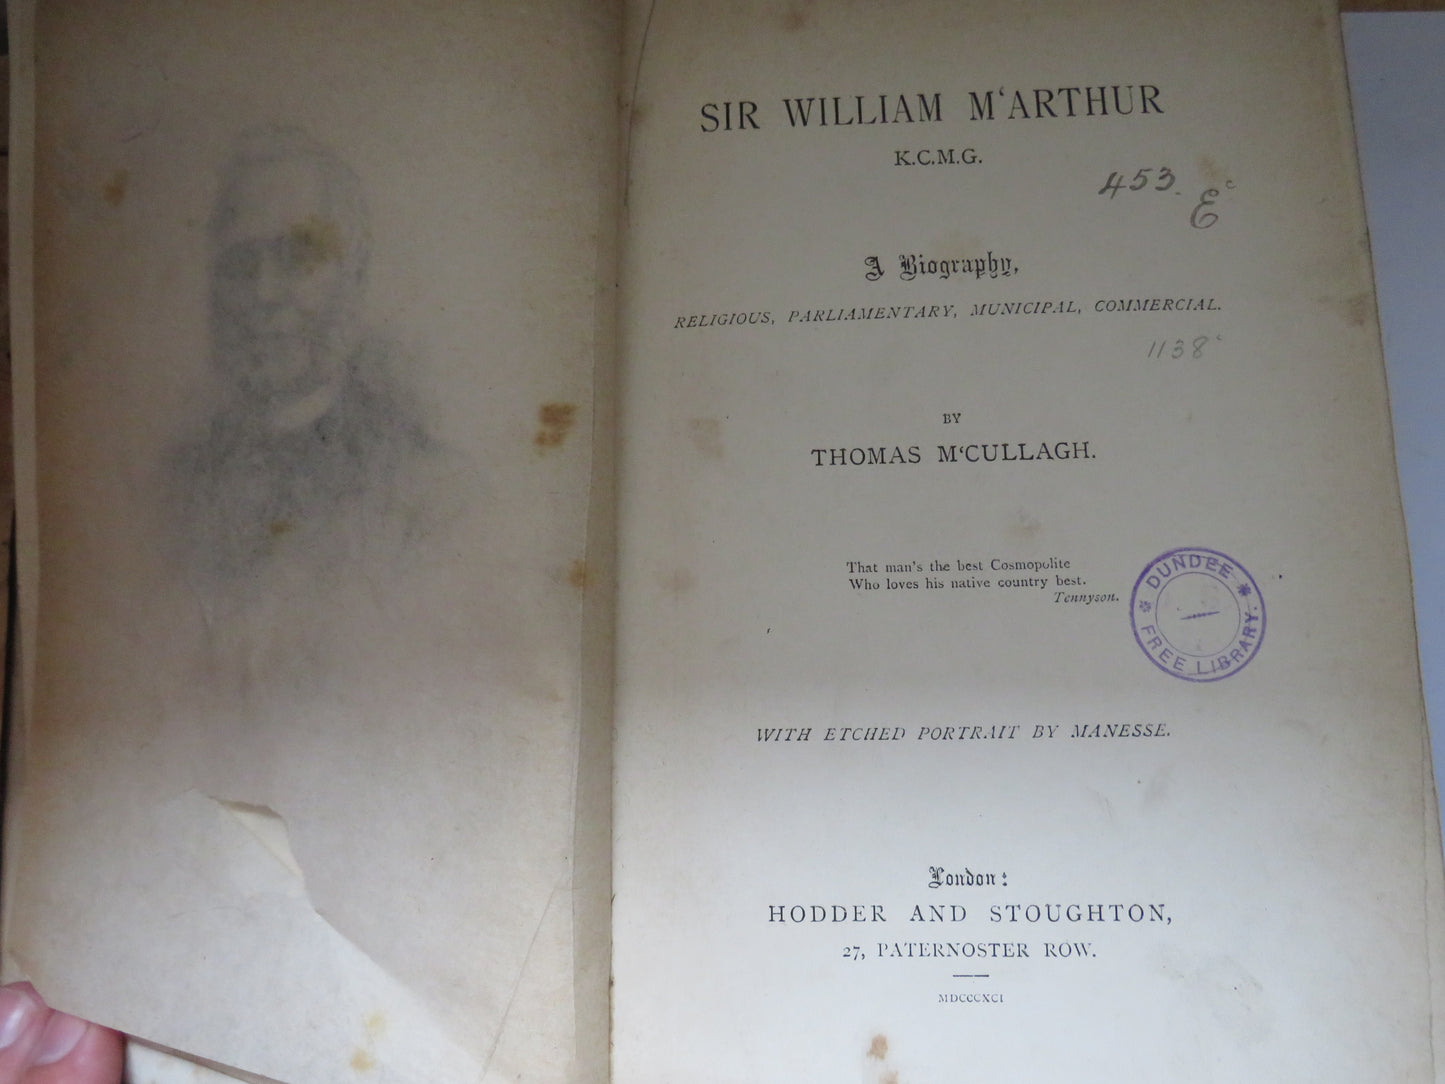 SIR WILLIAM M‘ARTHUR
K.C.M.G.
453. E c
A Biography,
RELIGIOUS, PARLIAMENTARY, MUNICIPAL, COMMERCIAL.
1138 c
BY
THOMAS M‘CULLAGH.
That man's the best Cosmopolite
Who loves his native country best.
Tennyson.
* DUNDEE *
FREE LIBRARY.
WITH ETCHED PORTRAIT BY MANESSE.
London:
HODDER AND STOUGHTON,
27, PATERNOSTER ROW.
MDCCCXCI